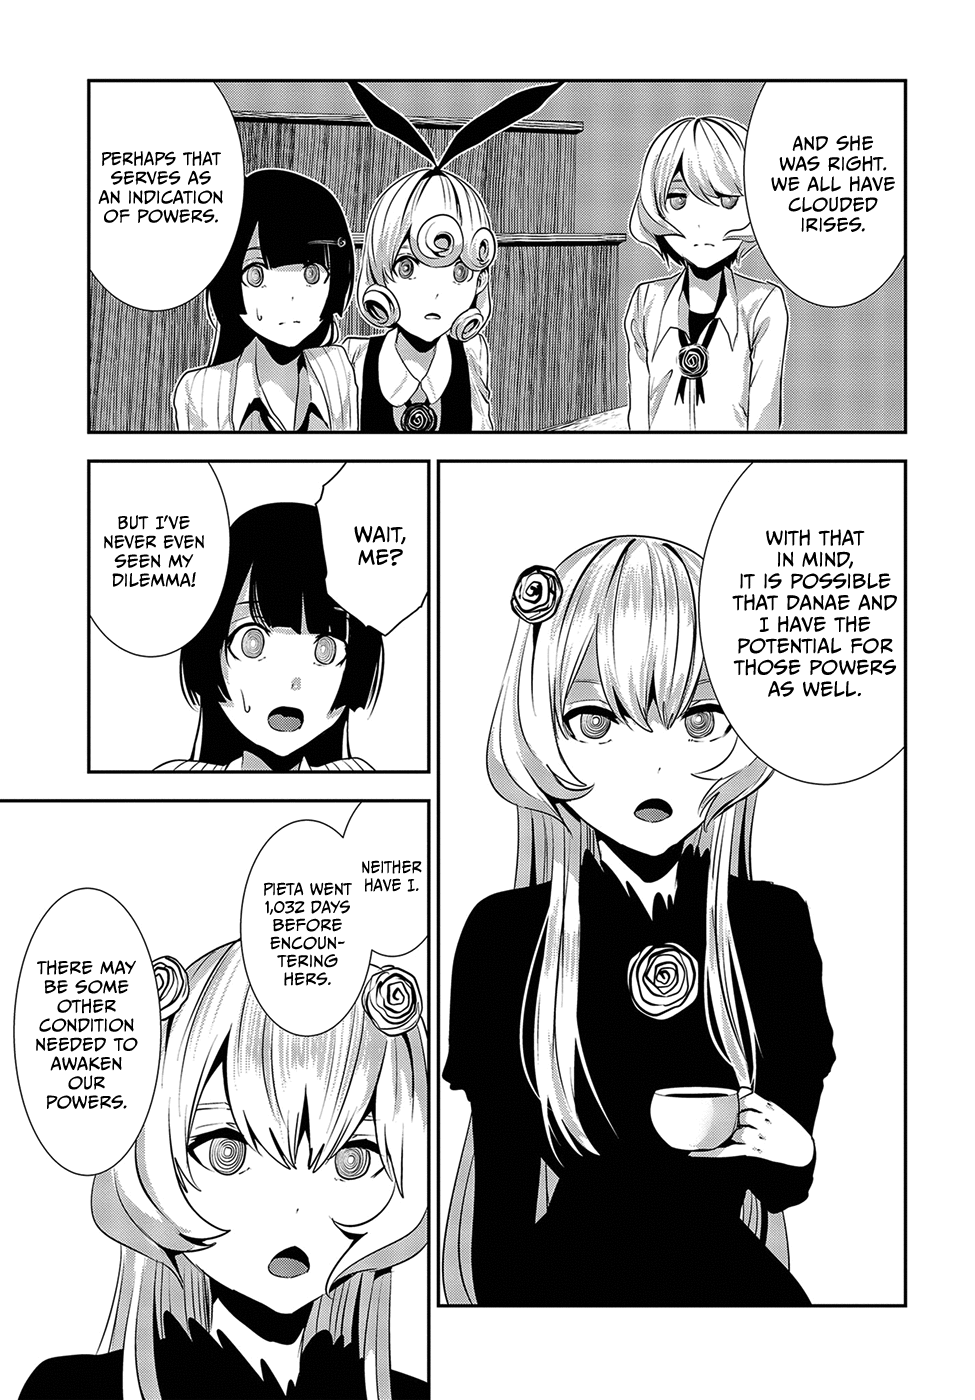 AND SHE
WAS RIGHT.
WE ALL HAVE
CLOUDED
IRISES.
PERHAPS THAT
SERVES AS
AN INDICATION
OF POWERS.
WITH THAT
IN MIND,
IT IS POSSIBLE
THAT DANAE AND
I HAVE THE
POTENTIAL FOR
THOSE POWERS
AS WELL.
WAIT,
ME?
BUT I'VE
NEVER EVEN
SEEN MY
DILEMMA!
NEITHER
HAVE I.
PIETA WENT
1,032 DAYS
BEFORE
ENCOUN-
TERING
HERS.
THERE MAY
BE SOME
OTHER
CONDITION
NEEDED TO
AWAKEN
OUR
POWERS.